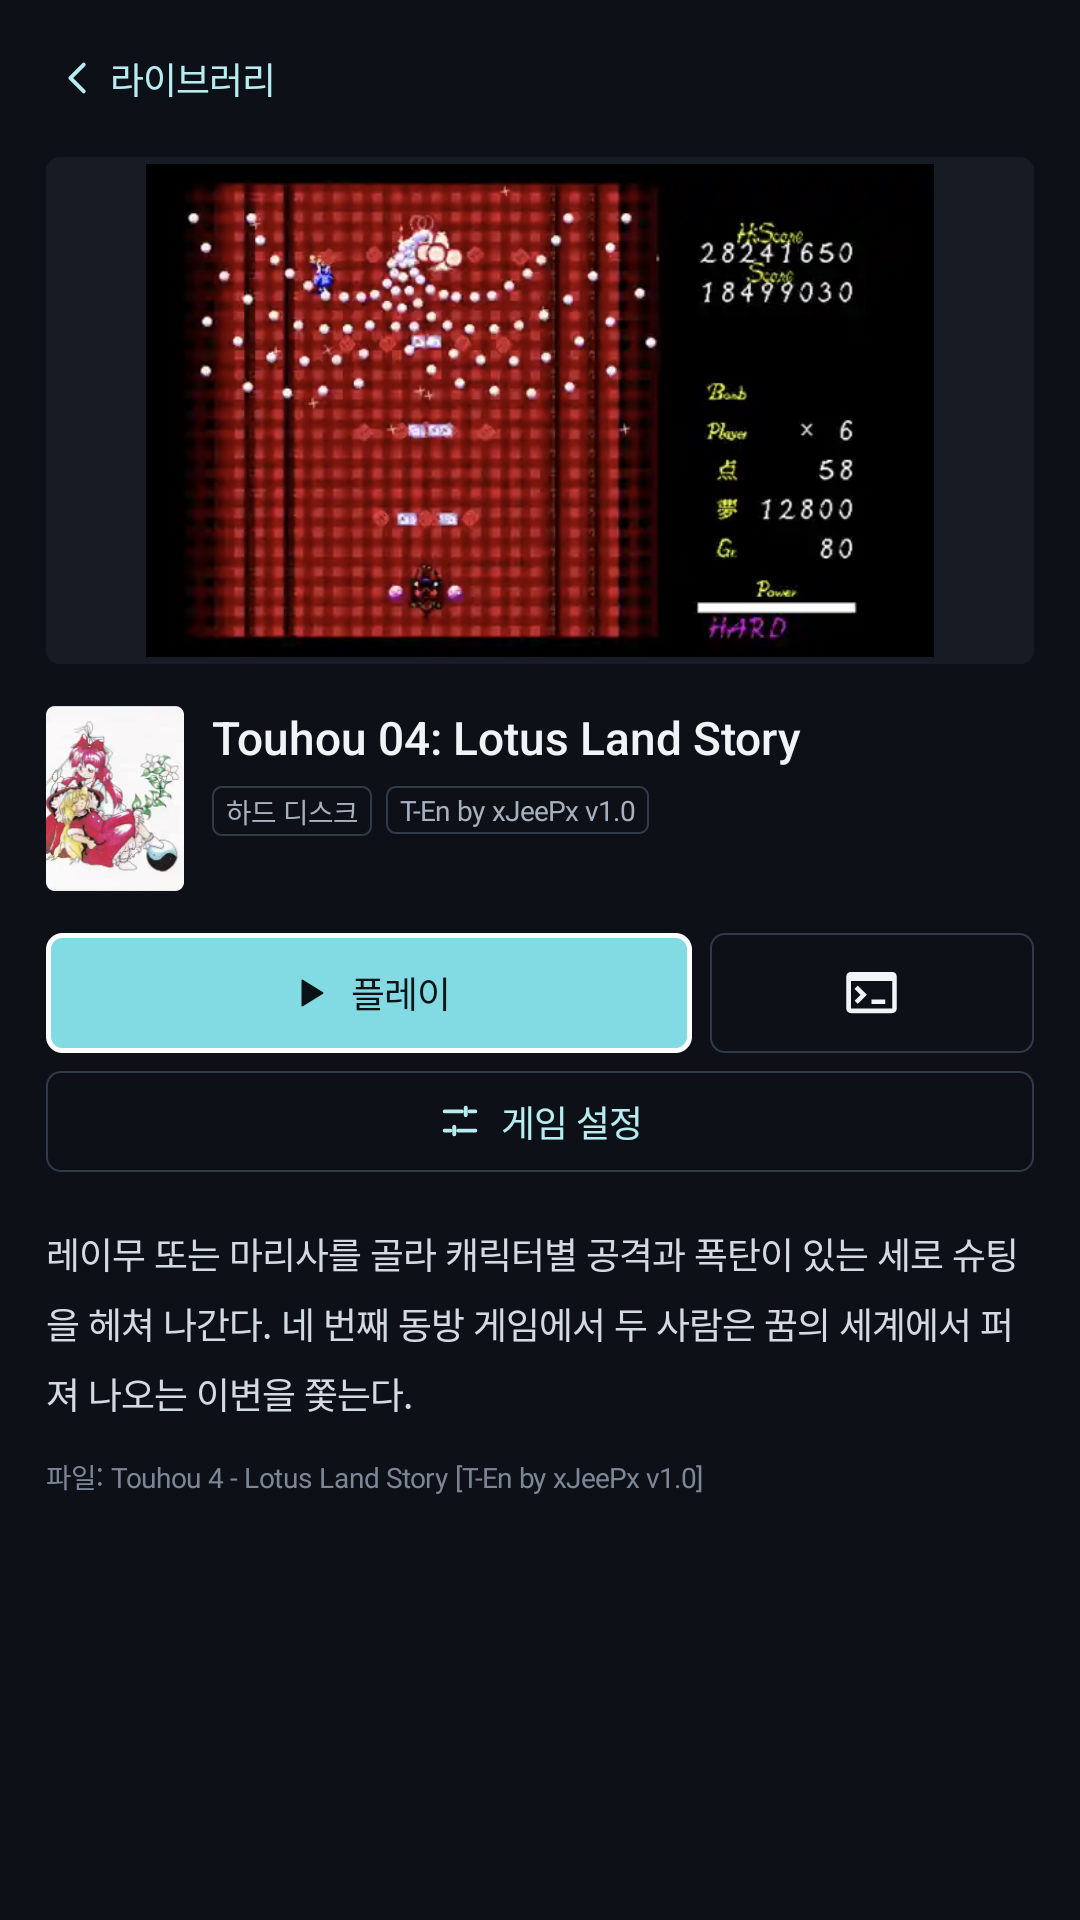 라이브러리
HiScore
28241650
Score
18499030
Bomb
Player × 6
点 58
夢 12800
Gr. 80
Power
HARD
Touhou 04: Lotus Land Story
하드 디스크
T-En by xJeePx v1.0
플레이
게임 설정
레이무 또는 마리사를 골라 캐릭터별 공격과 폭탄이 있는 세로 슈팅
을 헤쳐 나간다. 네 번째 동방 게임에서 두 사람은 꿈의 세계에서 퍼
져 나오는 이변을 쫓는다.
파일: Touhou 4 - Lotus Land Story [T-En by xJeePx v1.0]